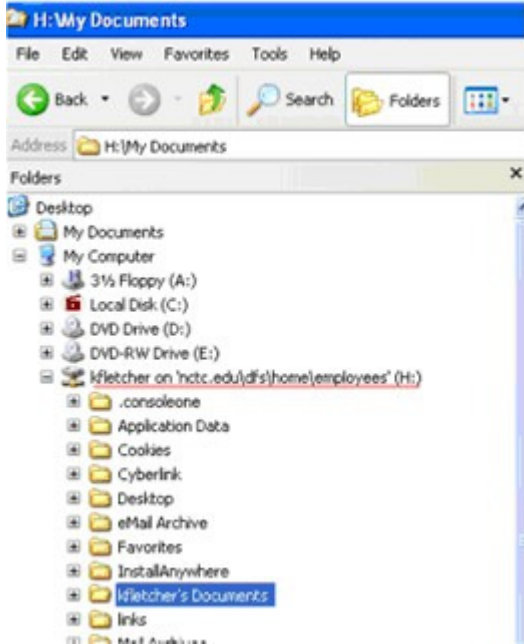 H:\My Documents
File Edit View Favorites Tools Help
Back Search Folders
Address H:\My Documents
Folders
Desktop
My Documents
My Computer
3½ Floppy (A:)
Local Disk (C:)
DVD Drive (D:)
DVD-RW Drive (E:)
kfletcher on 'nctc.edu\dfs\home\employees' (H:)
.consoleone
Application Data
Cookies
Cyberlink
Desktop
eMail Archive
Favorites
InstallAnywhere
kfletcher's Documents
links
Mail Archives